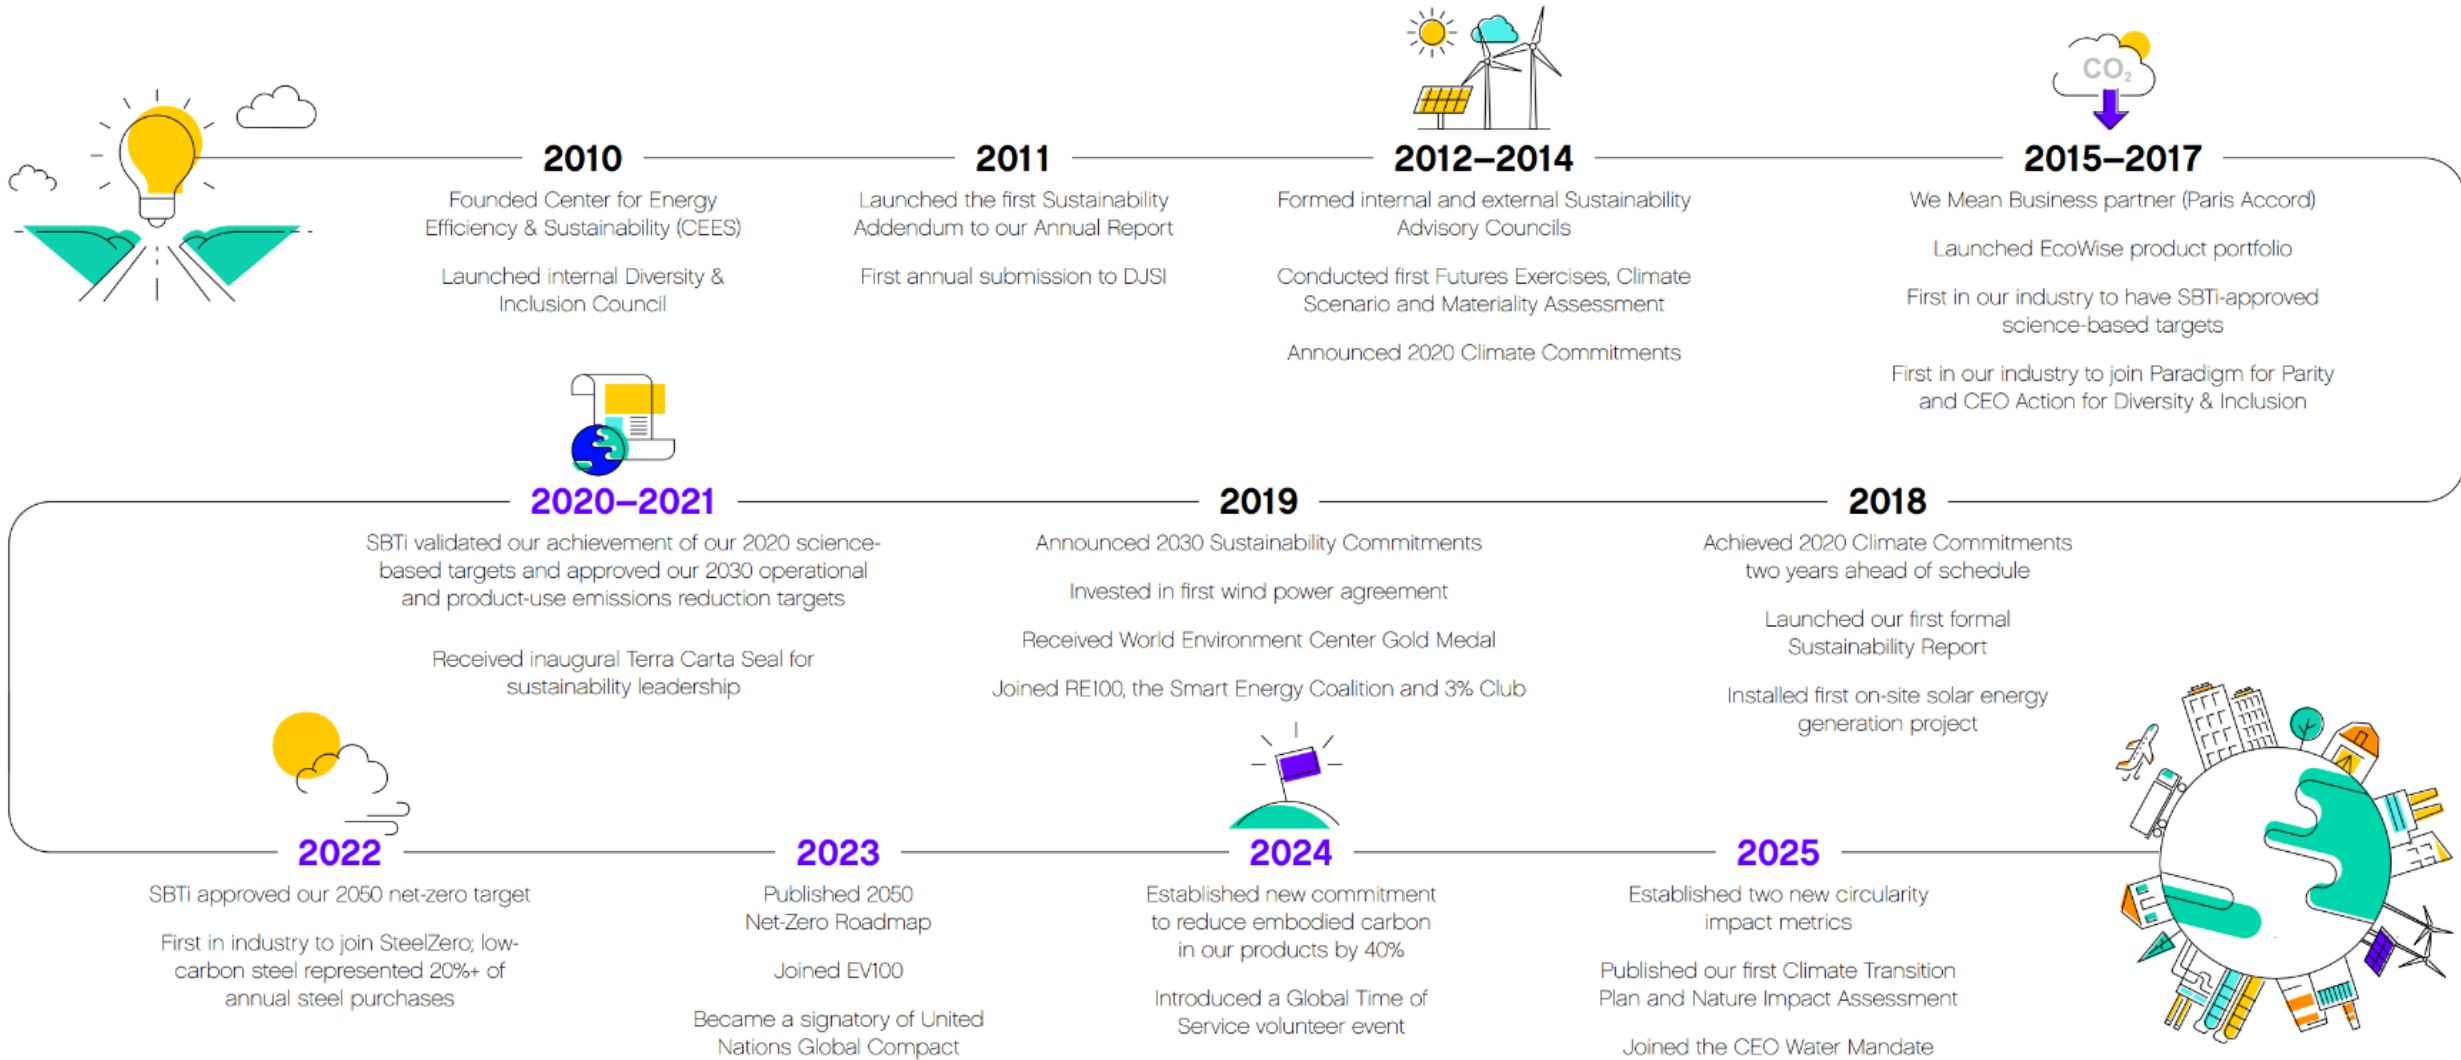 CO₂
2010
Founded Center for Energy
Efficiency & Sustainability (CEES)
Launched internal Diversity &
Inclusion Council
2011
Launched the first Sustainability
Addendum to our Annual Report
First annual submission to DJSI
2012–2014
Formed internal and external Sustainability
Advisory Councils
Conducted first Futures Exercises, Climate
Scenario and Materiality Assessment
Announced 2020 Climate Commitments
2015–2017
We Mean Business partner (Paris Accord)
Launched EcoWise product portfolio
First in our industry to have SBTi-approved
science-based targets
First in our industry to join Paradigm for Parity
and CEO Action for Diversity & Inclusion
2018
Achieved 2020 Climate Commitments
two years ahead of schedule
Launched our first formal
Sustainability Report
Installed first on-site solar energy
generation project
2019
Announced 2030 Sustainability Commitments
Invested in first wind power agreement
Received World Environment Center Gold Medal
Joined RE100, the Smart Energy Coalition and 3% Club
2020–2021
SBTi validated our achievement of our 2020 science-
based targets and approved our 2030 operational
and product-use emissions reduction targets
Received inaugural Terra Carta Seal for
sustainability leadership
2022
SBTi approved our 2050 net-zero target
First in industry to join SteelZero; low-
carbon steel represented 20%+ of
annual steel purchases
2023
Published 2050
Net-Zero Roadmap
Joined EV100
Became a signatory of United
Nations Global Compact
2024
Established new commitment
to reduce embodied carbon
in our products by 40%
Introduced a Global Time of
Service volunteer event
2025
Established two new circularity
impact metrics
Published our first Climate Transition
Plan and Nature Impact Assessment
Joined the CEO Water Mandate